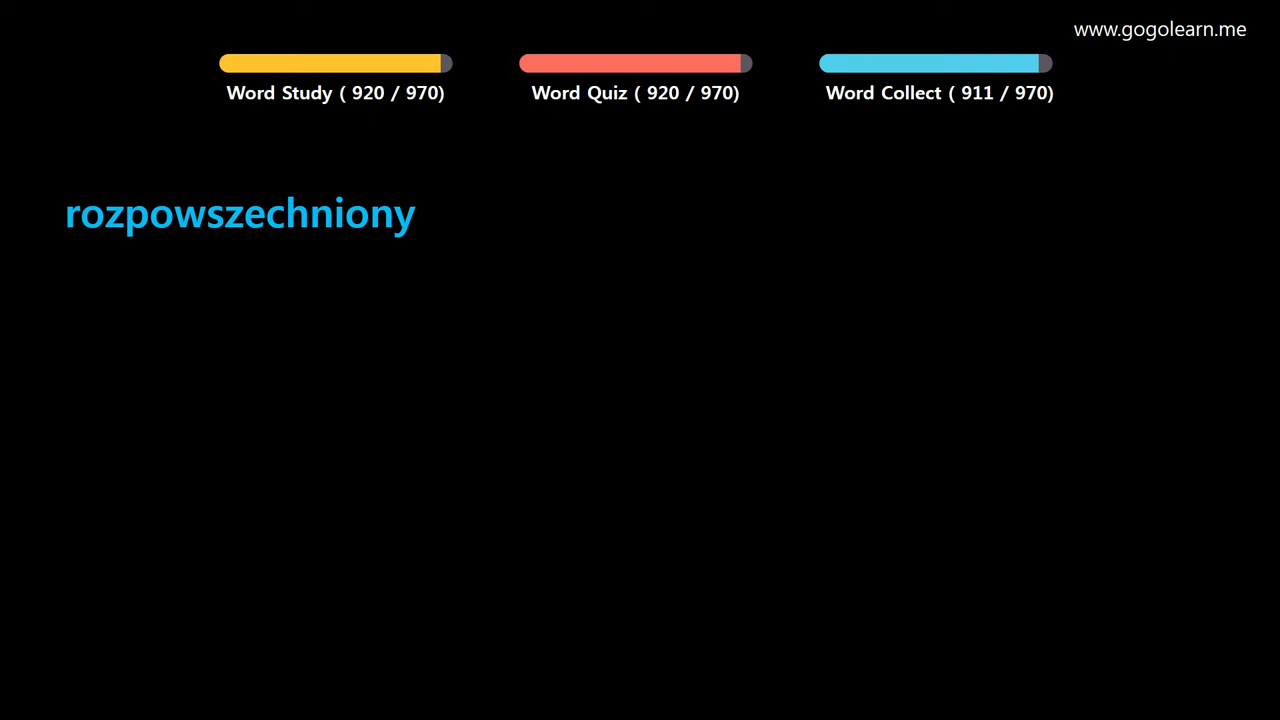 www.gogolearn.me
Word Study ( 920 / 970)
Word Quiz ( 920 / 970)
Word Collect ( 911 / 970)
rozpowszechniony